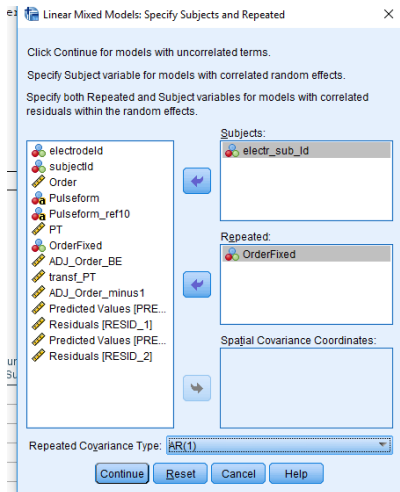 Linear Mixed Models: Specify Subjects and Repeated
Click Continue for models with uncorrelated terms.
Specify Subject variable for models with correlated random effects.
Specify both Repeated and Subject variables for models with correlated
residuals within the random effects.
Subjects:
electr_sub_Id
electrodeId
subjectId
Order
Pulseform
Pulseform_ref10
PT
OrderFixed
ADJ_Order_BE
transf_PT
ADJ_Order_minus1
Predicted Values [PRE...
Residuals [RESID_1]
Predicted Values [PRE...
Residuals [RESID_2]
Repeated:
OrderFixed
Spatial Covariance Coordinates:
Repeated Covariance Type: AR(1)
Continue Reset Cancel Help